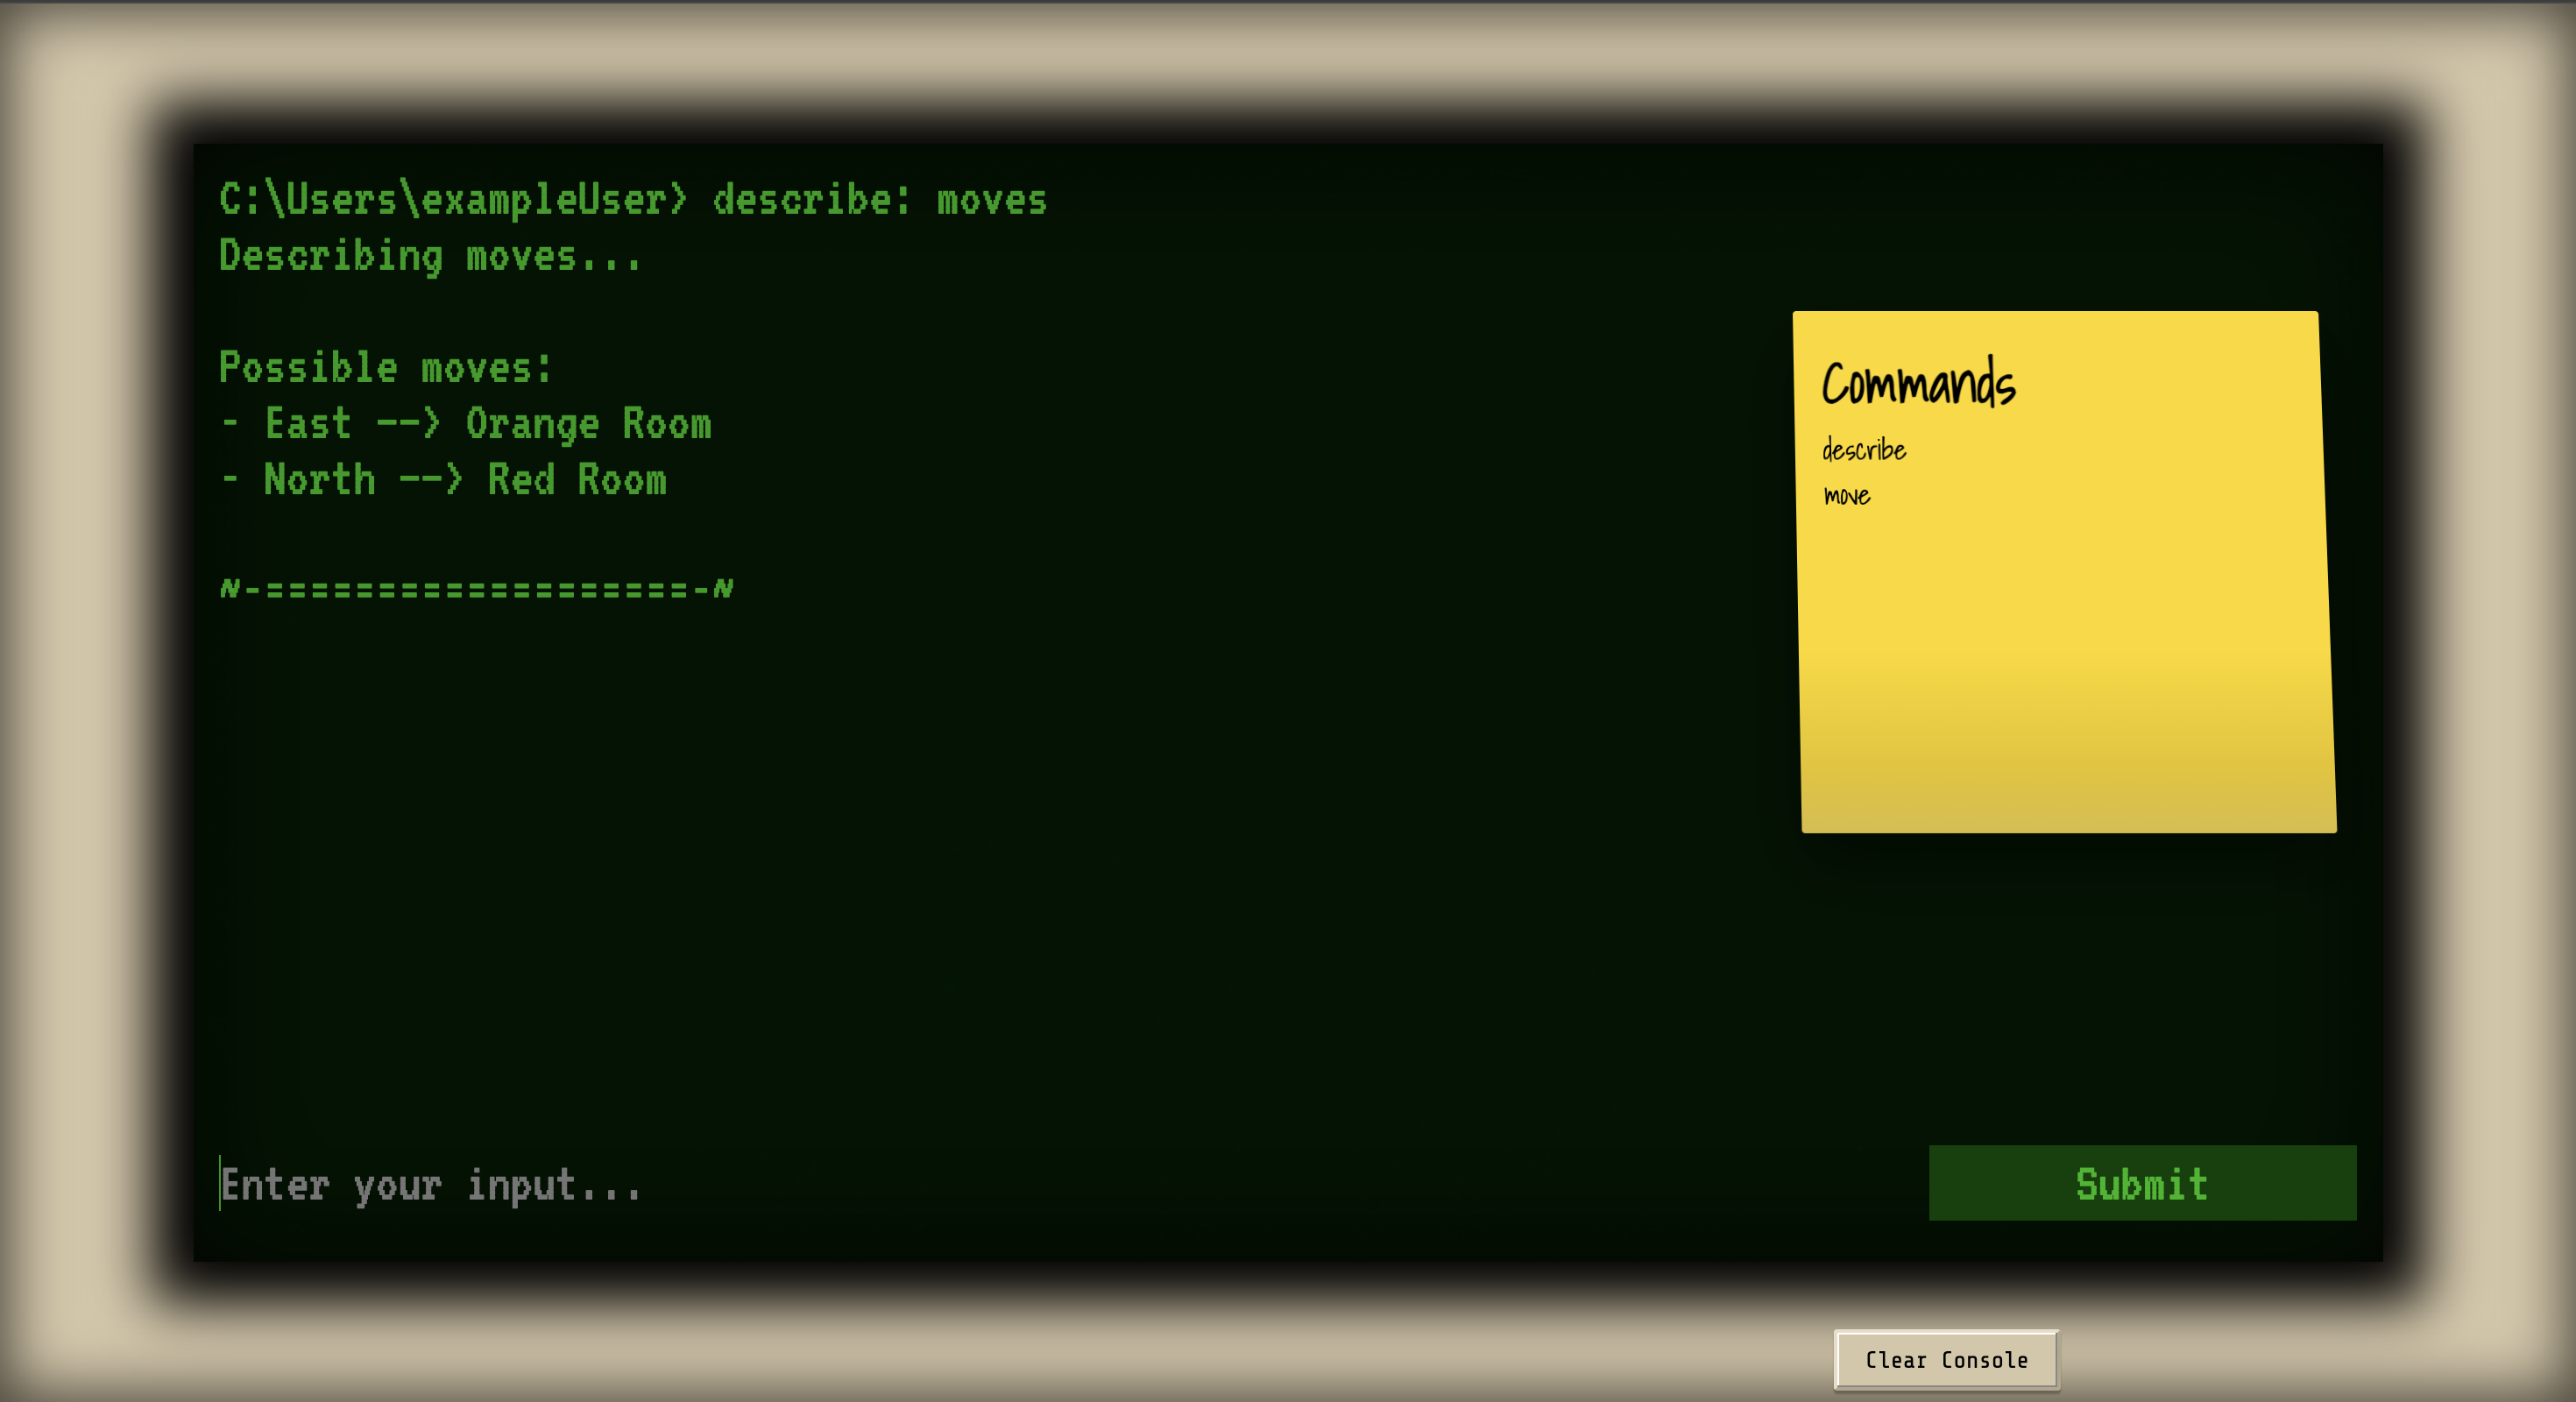 C:\Users\exampleUser> describe: moves
Describing moves...
Possible moves:
- East --> Orange Room
- North --> Red Room
~-===================-~
Commands
describe
move
Enter your input...
Submit
Clear Console